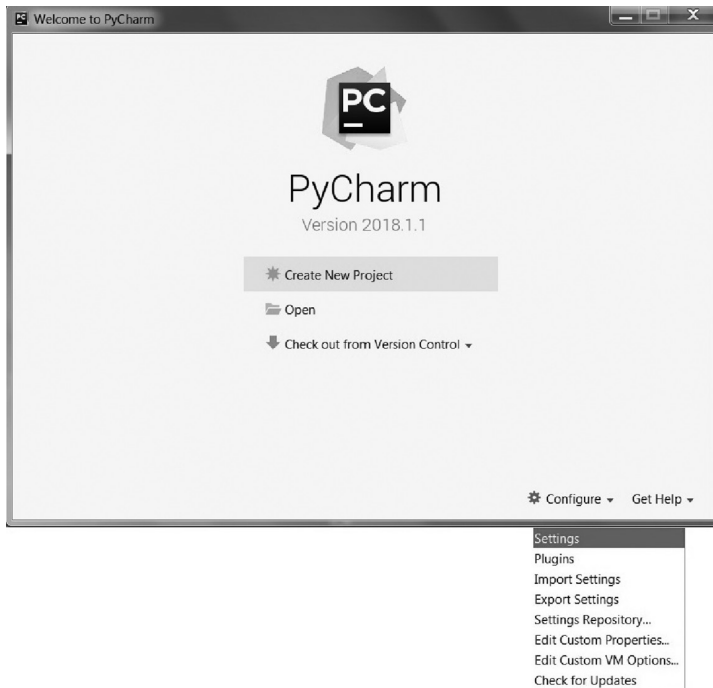 PC Welcome to PyCharm
PC
PyCharm
Version 2018.1.1
Create New Project
Open
Check out from Version Control
Configure Get Help
Settings
Plugins
Import Settings
Export Settings
Settings Repository...
Edit Custom Properties...
Edit Custom VM Options...
Check for Updates